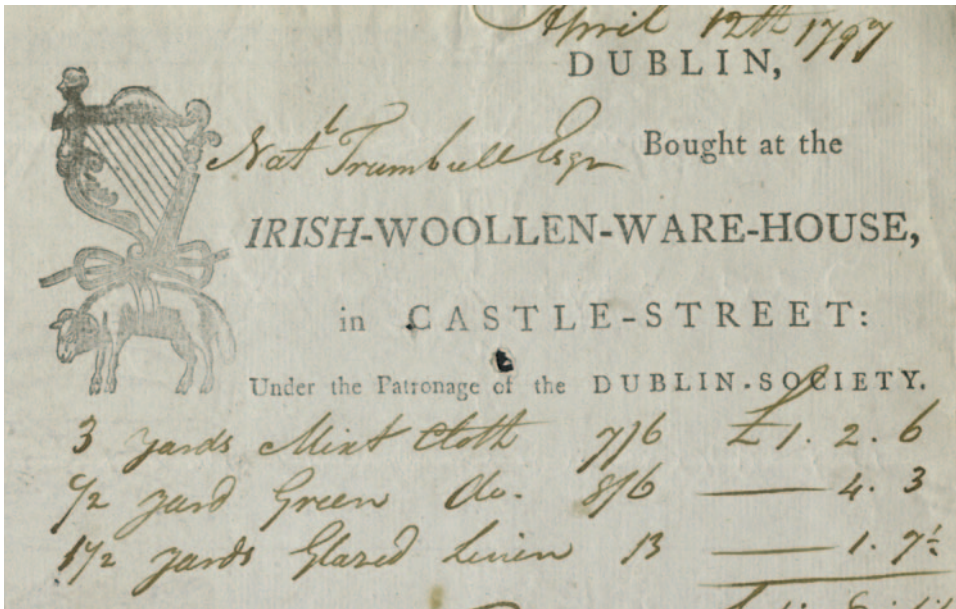 April 12th 1797
DUBLIN,
Natl Trumbull Esqr Bought at the
IRISH-WOOLLEN-WARE-HOUSE,
in CASTLE-STREET:
Under the Patronage of the DUBLIN-SOCIETY.
3 yards Mixt Cloth 7/6 £1. 2. 6
1/2 yard Green do. 8/6 — 4. 3
1 1/2 yards Glazed Linen 13 — 1. 7½